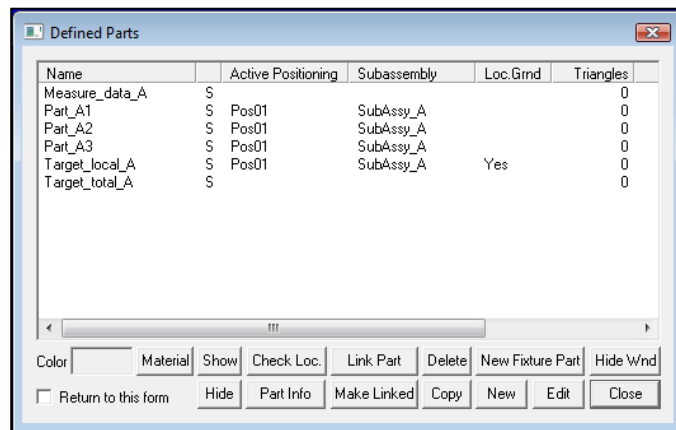 Defined Parts
Name Active Positioning Subassembly Loc.Grnd Triangles
Measure_data_A S 0
Part_A1 S Pos01 SubAssy_A 0
Part_A2 S Pos01 SubAssy_A 0
Part_A3 S Pos01 SubAssy_A 0
Target_local_A S Pos01 SubAssy_A Yes 0
Target_total_A S 0
Color Material Show Check Loc. Link Part Delete New Fixture Part Hide Wnd
Return to this form Hide Part Info Make Linked Copy New Edit Close